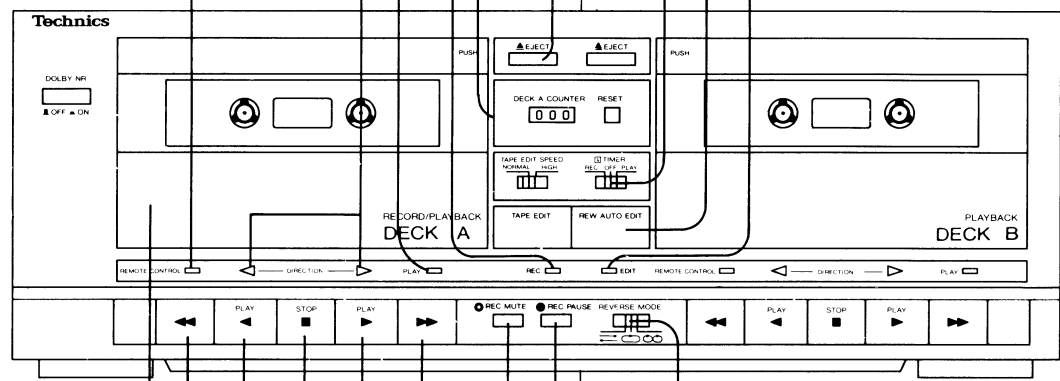 Technics
DOLBY NR
OFF ON
PUSH
EJECT EJECT
PUSH
DECK A COUNTER RESET
000
TAPE EDIT SPEED
NORMAL HIGH
TIMER
REC OFF PLAY
TAPE EDIT REW AUTO EDIT
RECORD/PLAYBACK
DECK A
PLAYBACK
DECK B
REMOTE CONTROL DIRECTION PLAY REC EDIT REMOTE CONTROL DIRECTION PLAY
PLAY STOP PLAY REC MUTE REC PAUSE REVERSE MODE PLAY STOP PLAY